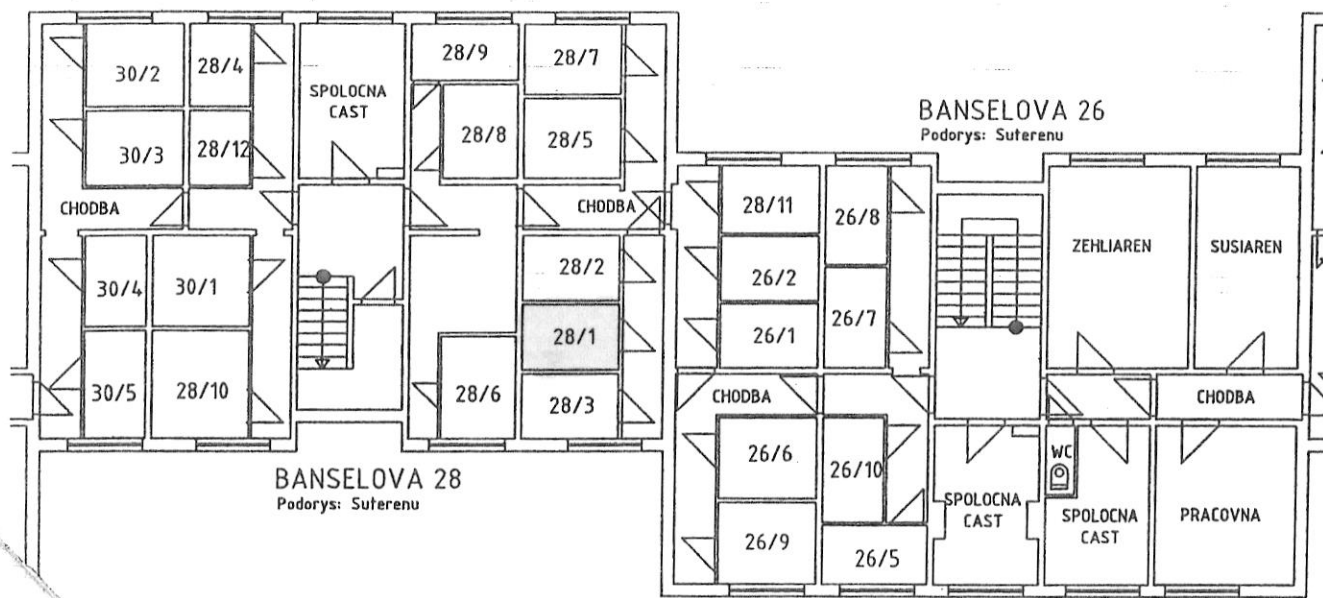 30/2
28/4
SPOLOCNA
CAST
28/9
28/7
30/3
28/12
28/8
28/5
CHODBA
CHODBA
30/4
30/1
28/2
28/1
30/5
28/10
28/6
28/3
BANSELOVA 28
Podorys: Suterenu
BANSELOVA 26
Podorys: Suterenu
28/11
26/8
26/2
26/1
26/7
ZEHLIAREN
SUSIAREN
CHODBA
CHODBA
26/6
26/10
26/9
26/5
SPOLOCNA
CAST
WC
SPOLOCNA
CAST
PRACOVNA